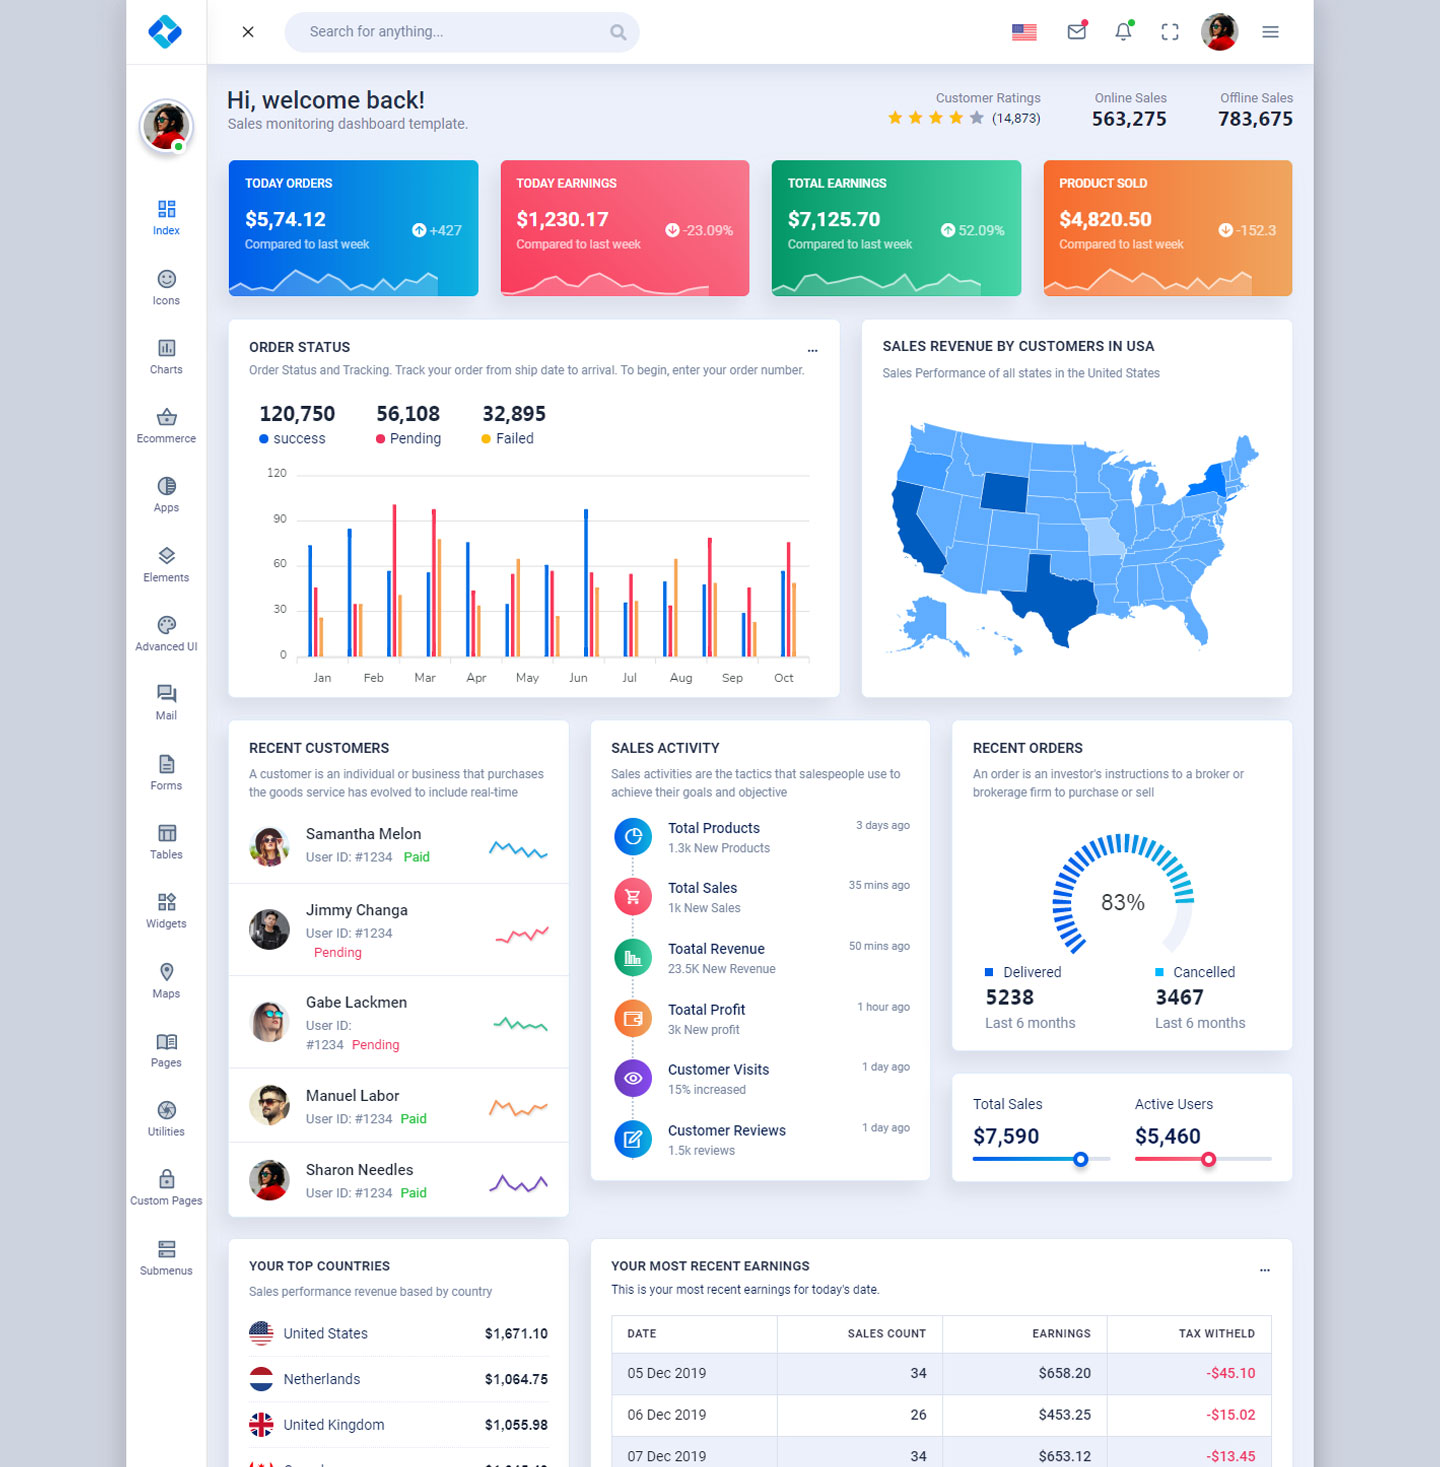 Search for anything...
Hi, welcome back!
Sales monitoring dashboard template.
Customer Ratings
(14,873)
Online Sales
563,275
Offline Sales
783,675
Index
Icons
Charts
Ecommerce
Apps
Elements
Advanced UI
Mail
Forms
Tables
Widgets
Maps
Pages
Utilities
Custom Pages
Submenus
TODAY ORDERS
$5,74.12
Compared to last week
+427
TODAY EARNINGS
$1,230.17
Compared to last week
-23.09%
TOTAL EARNINGS
$7,125.70
Compared to last week
52.09%
PRODUCT SOLD
$4,820.50
Compared to last week
-152.3
ORDER STATUS
...
Order Status and Tracking. Track your order from ship date to arrival. To begin, enter your order number.
120,750
success
56,108
Pending
32,895
Failed
120
90
60
30
0
Jan Feb Mar Apr May Jun Jul Aug Sep Oct
SALES REVENUE BY CUSTOMERS IN USA
Sales Performance of all states in the United States
RECENT CUSTOMERS
A customer is an individual or business that purchases
the goods service has evolved to include real-time
Samantha Melon
User ID: #1234 Paid
Jimmy Changa
User ID: #1234
Pending
Gabe Lackmen
User ID:
#1234 Pending
Manuel Labor
User ID: #1234 Paid
Sharon Needles
User ID: #1234 Paid
SALES ACTIVITY
Sales activities are the tactics that salespeople use to
achieve their goals and objective
Total Products 3 days ago
1.3k New Products
Total Sales 35 mins ago
1k New Sales
Toatal Revenue 50 mins ago
23.5K New Revenue
Toatal Profit 1 hour ago
3k New profit
Customer Visits 1 day ago
15% increased
Customer Reviews 1 day ago
1.5k reviews
RECENT ORDERS
An order is an investor's instructions to a broker or
brokerage firm to purchase or sell
83%
Delivered
5238
Last 6 months
Cancelled
3467
Last 6 months
Total Sales
$7,590
Active Users
$5,460
YOUR TOP COUNTRIES
Sales performance revenue based by country
United States $1,671.10
Netherlands $1,064.75
United Kingdom $1,055.98
YOUR MOST RECENT EARNINGS
...
This is your most recent earnings for today's date.
DATE SALES COUNT EARNINGS TAX WITHELD
05 Dec 2019 34 $658.20 -$45.10
06 Dec 2019 26 $453.25 -$15.02
07 Dec 2019 34 $653.12 -$13.45